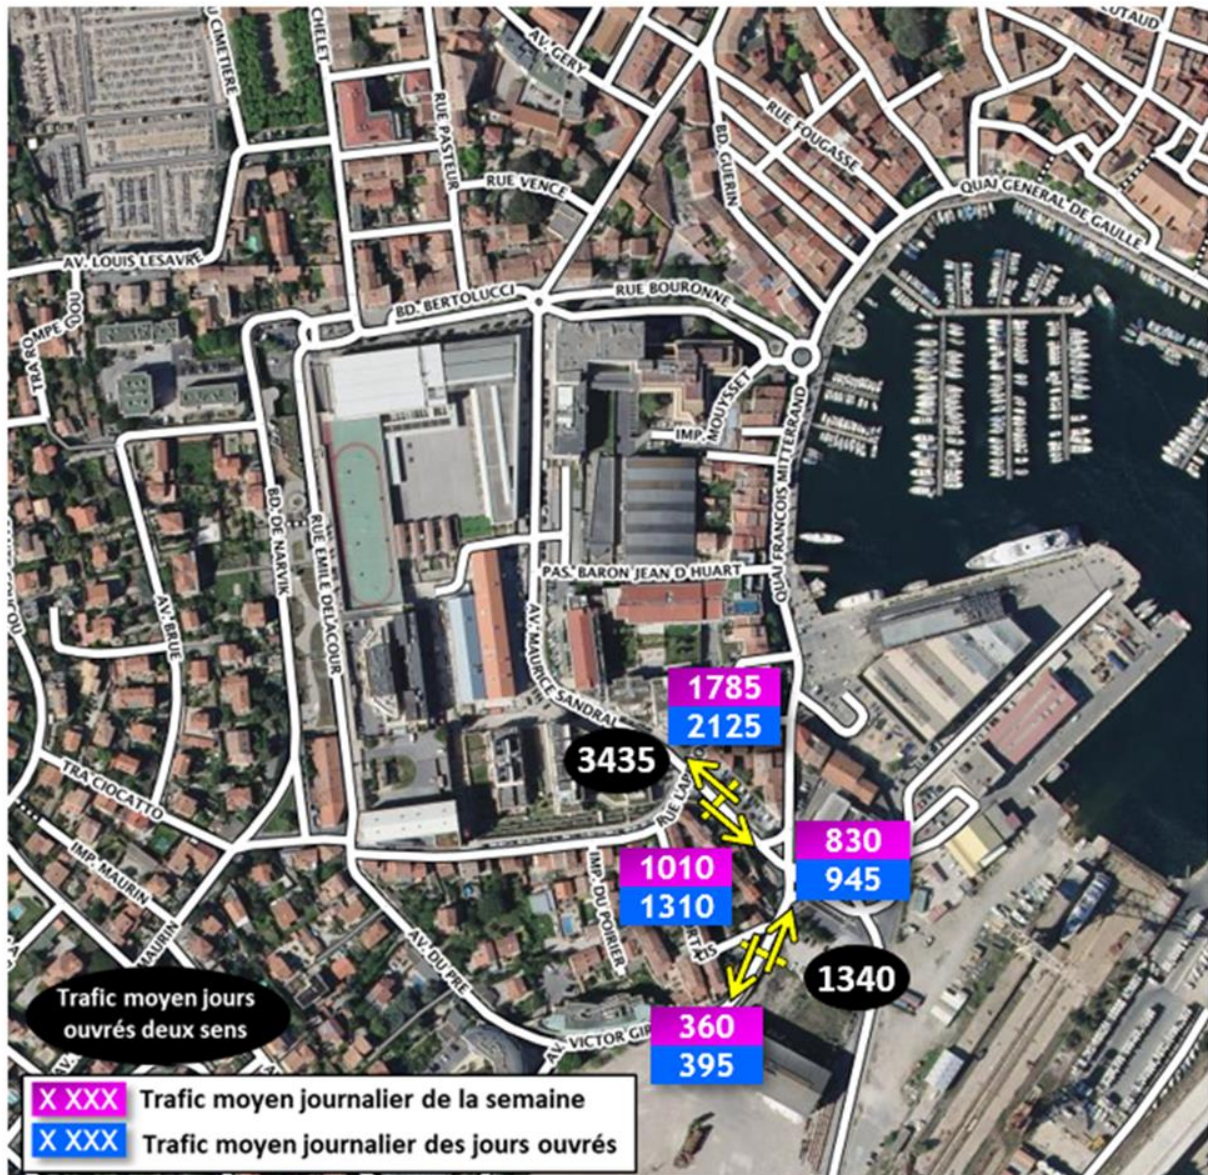 CIMETIERE
CHELET
AV. GERY
RUE PASTEUR
RUE FOUGASSE
BD. GUERIN
RUE VENCE
QUAI GENERAL DE GAULLE
AV. LOUIS LESAVRE
RUE BOURONNE
BD. BERTOLUCCI
MOUYSSET
IMP.
QUAI FRANCOIS MITTERRAND
BD. DE NARVIK
RUE EMILE DELACOUR
PAS. BARON JEAN D HUART
AV. BRUE
AV. MAURICE SANDRAL
1785
2125
3435
TRA CIOCATTO
830
945
1010
1310
IMP. MAURIN
IMP. DU POIRIER
MAURIN
AV. DU PRE
1340
Trafic moyen jours
ouvrés deux sens
360
395
AV. VICTOR GI
X XXX Trafic moyen journalier de la semaine
X XXX Trafic moyen journalier des jours ouvrés